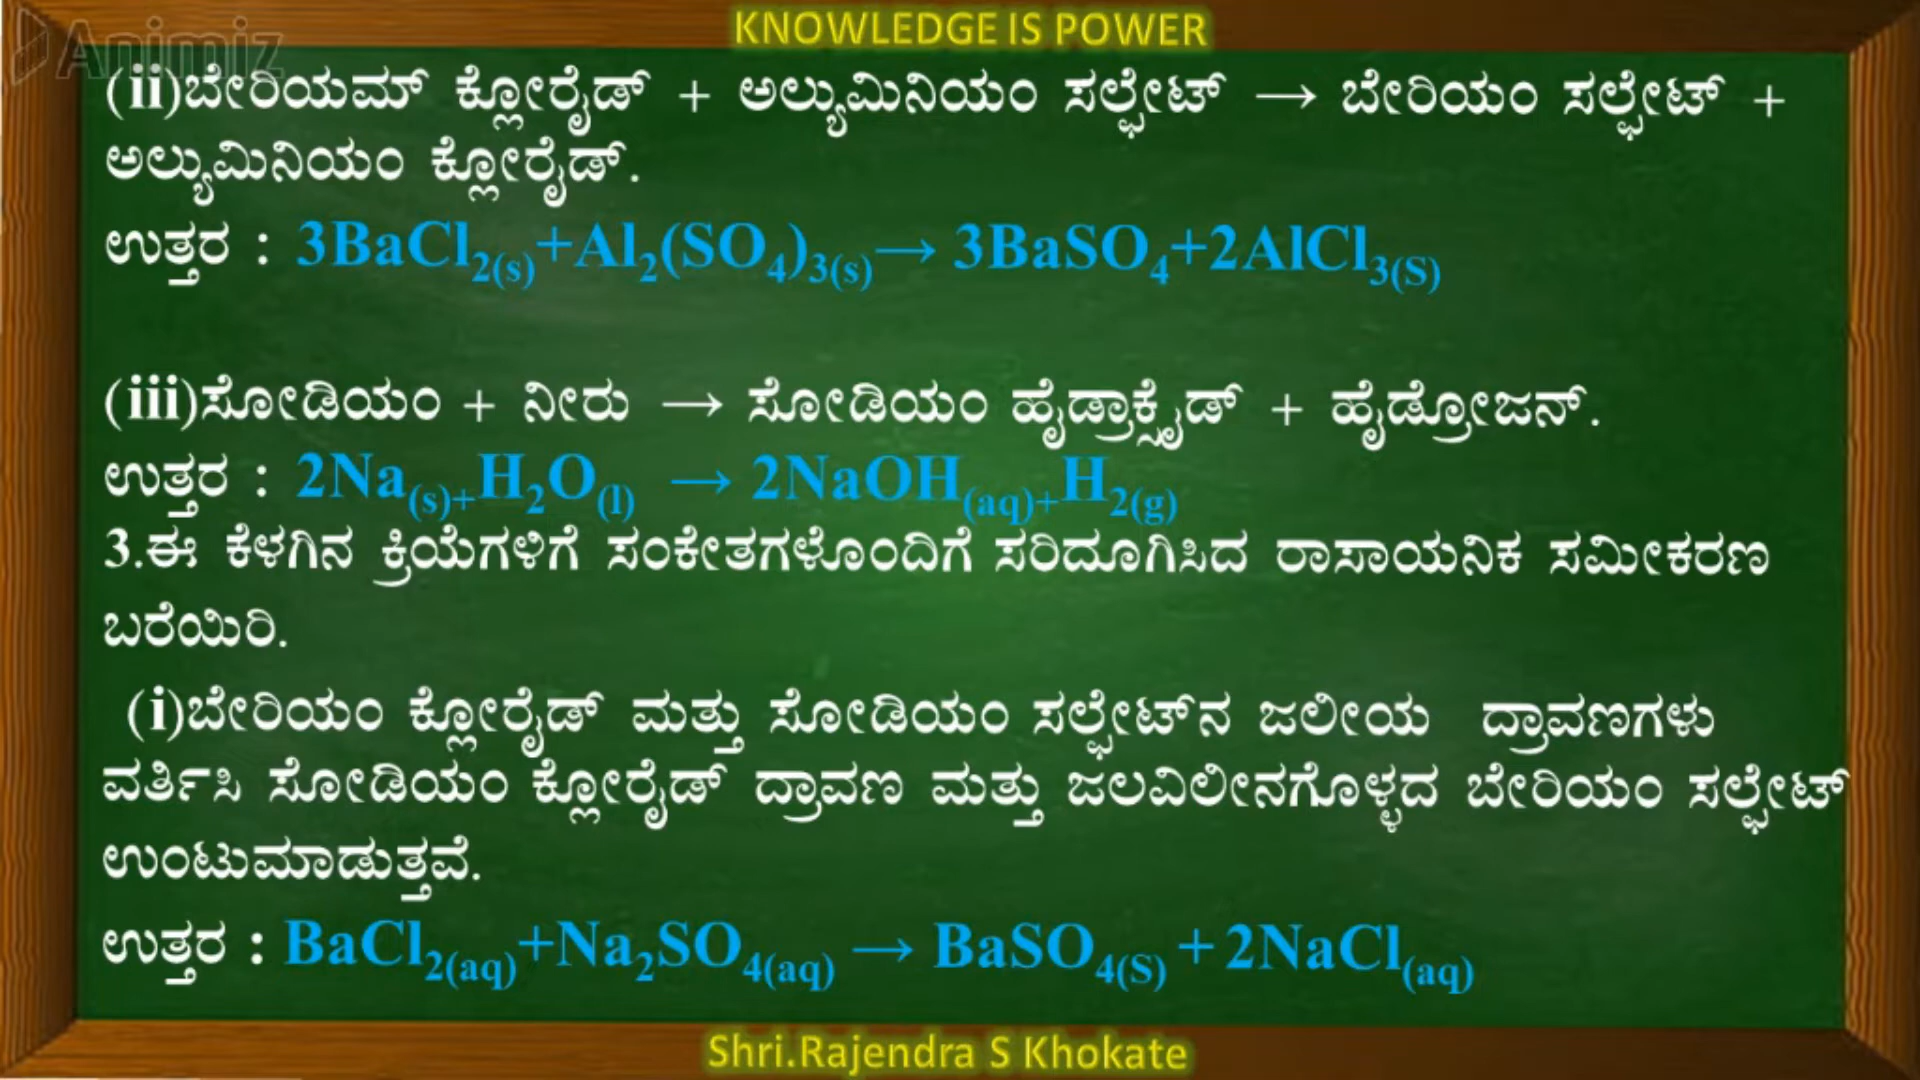 KNOWLEDGE IS POWER
Animiz
(ii)ಬೇರಿಯಮ್ ಕ್ಲೋರೈಡ್ + ಅಲ್ಯುಮಿನಿಯಂ ಸಲ್ಫೇಟ್ → ಬೇರಿಯಂ ಸಲ್ಫೇಟ್ +
ಅಲ್ಯುಮಿನಿಯಂ ಕ್ಲೋರೈಡ್.
ಉತ್ತರ : 3BaCl₂(s)+Al₂(SO₄)₃(s)→ 3BaSO₄+2AlCl₃(S)
(iii)ಸೋಡಿಯಂ + ನೀರು → ಸೋಡಿಯಂ ಹೈಡ್ರಾಕ್ಸೈಡ್ + ಹೈಡ್ರೋಜನ್.
ಉತ್ತರ : 2Na(s)+H₂O(l) → 2NaOH(aq)+H₂(g)
3.ಈ ಕೆಳಗಿನ ಕ್ರಿಯೆಗಳಿಗೆ ಸಂಕೇತಗಳೊಂದಿಗೆ ಸರಿದೂಗಿಸಿದ ರಾಸಾಯನಿಕ ಸಮೀಕರಣ
ಬರೆಯಿರಿ.
(i)ಬೇರಿಯಂ ಕ್ಲೋರೈಡ್ ಮತ್ತು ಸೋಡಿಯಂ ಸಲ್ಫೇಟ್‌ನ ಜಲೀಯ ದ್ರಾವಣಗಳು
ವರ್ತಿಸಿ ಸೋಡಿಯಂ ಕ್ಲೋರೈಡ್ ದ್ರಾವಣ ಮತ್ತು ಜಲವಿಲೀನಗೊಳ್ಳದ ಬೇರಿಯಂ ಸಲ್ಫೇಟ್
ಉಂಟುಮಾಡುತ್ತವೆ.
ಉತ್ತರ : BaCl₂(aq)+Na₂SO₄(aq) → BaSO₄(S) + 2NaCl(aq)
Shri.Rajendra S Khokate